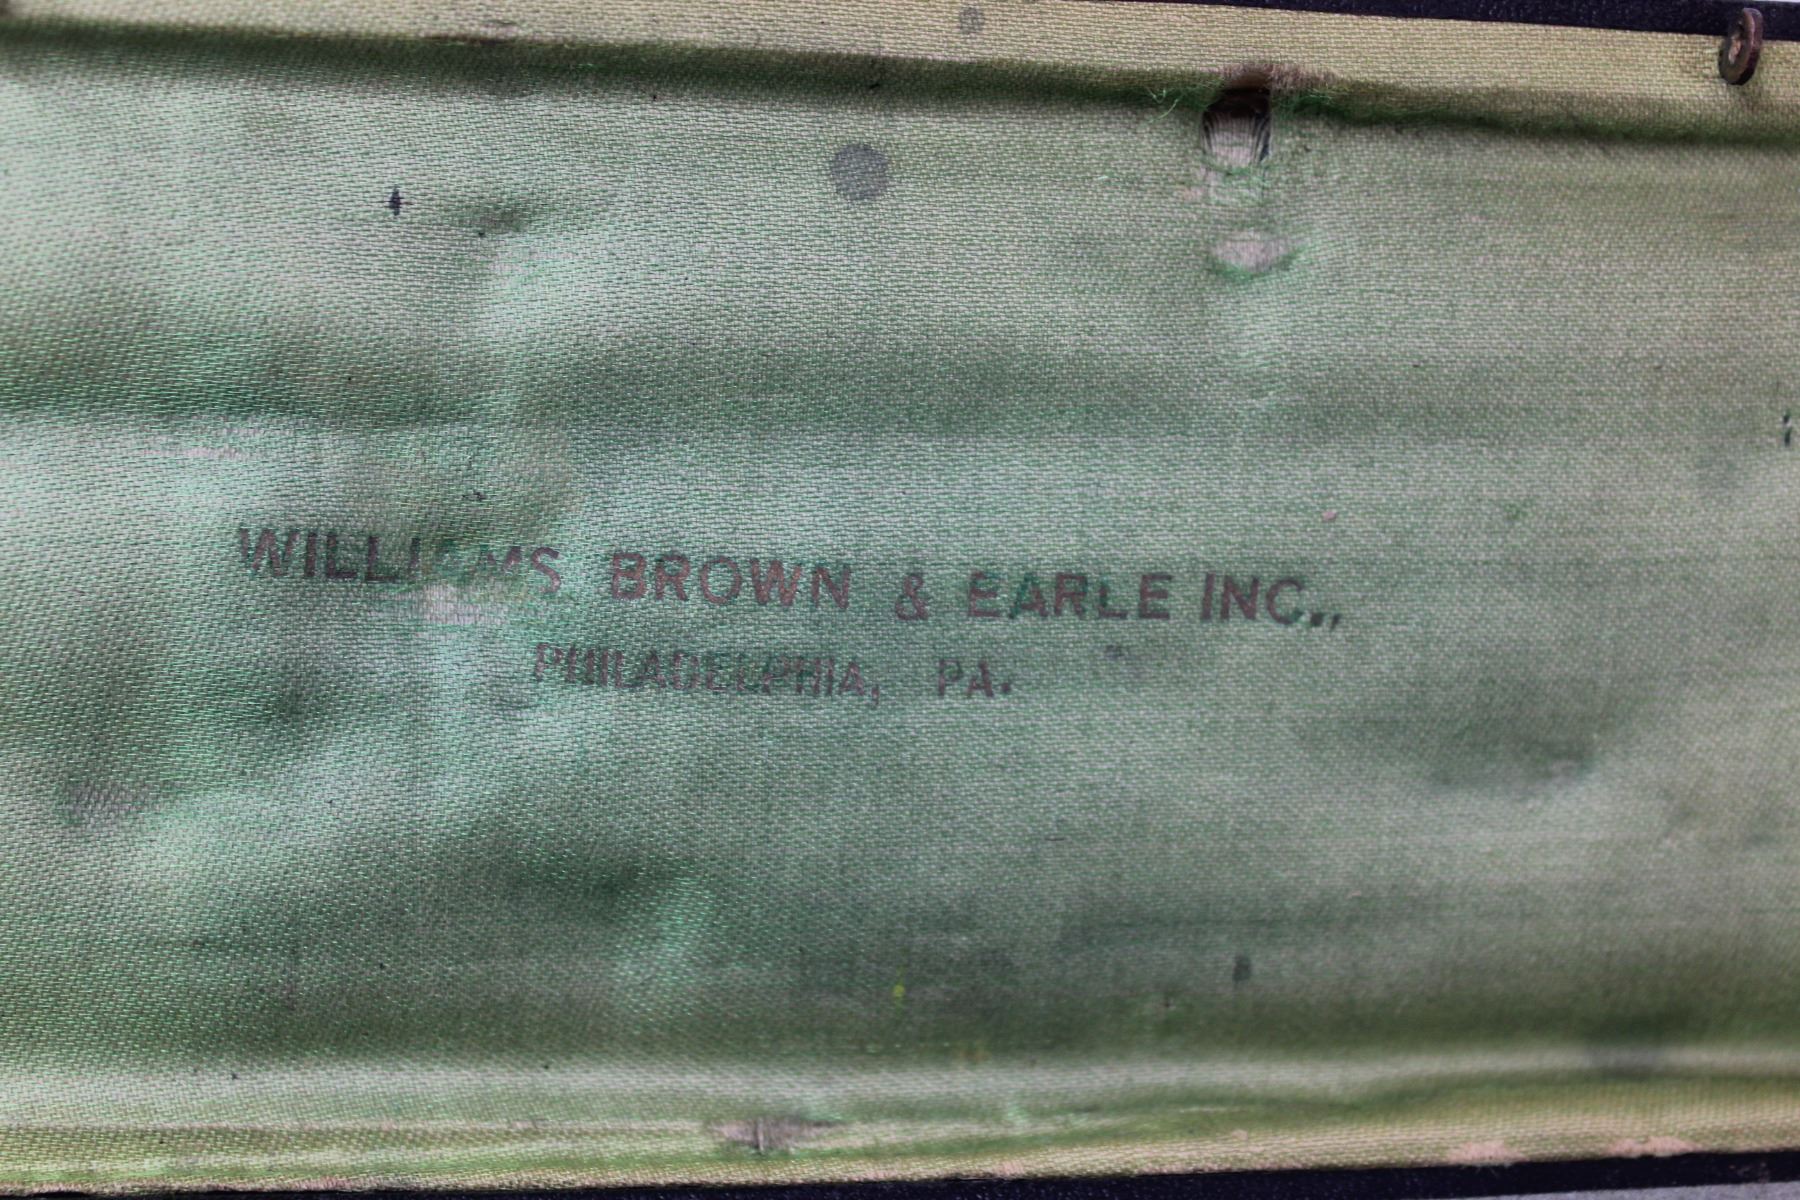 WILLIAMS BROWN & EARLE INC.,
PHILADELPHIA, PA.